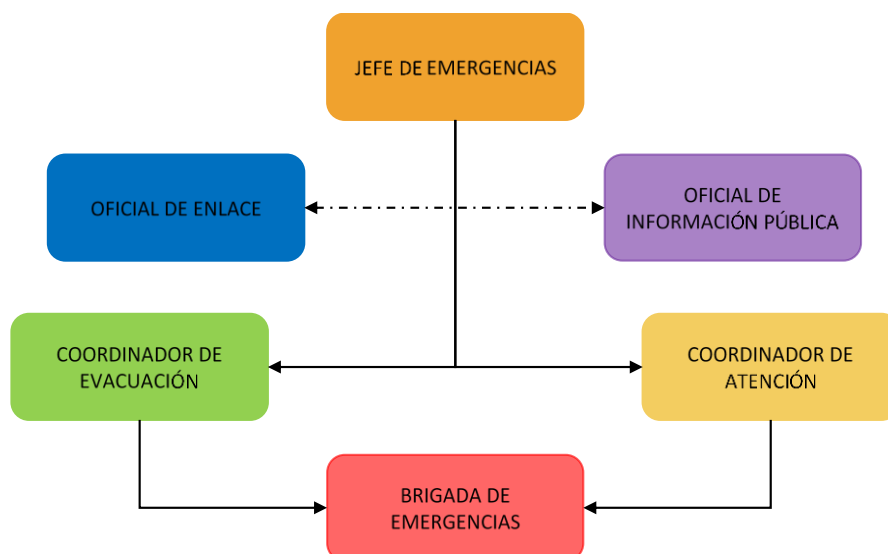 JEFE DE EMERGENCIAS
OFICIAL DE ENLACE
OFICIAL DE
INFORMACIÓN PÚBLICA
COORDINADOR DE
EVACUACIÓN
COORDINADOR DE
ATENCIÓN
BRIGADA DE
EMERGENCIAS